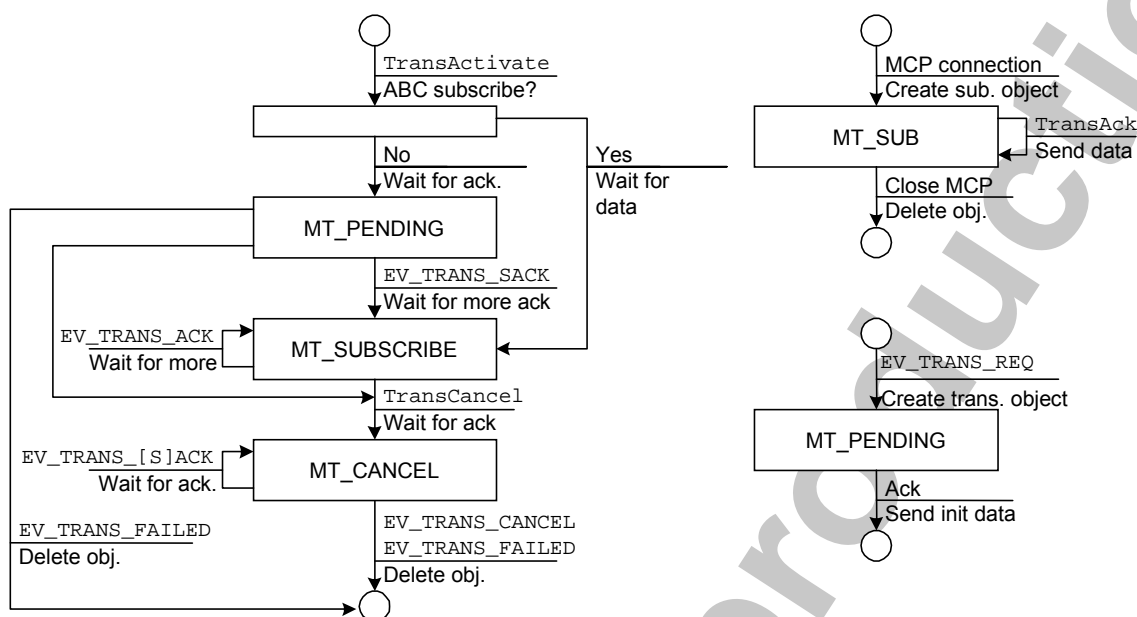 TransActivate
ABC subscribe?
No
Wait for ack.
Yes
Wait for
data
MT_PENDING
EV_TRANS_SACK
Wait for more ack
EV_TRANS_ACK
Wait for more
MT_SUBSCRIBE
TransCancel
Wait for ack
EV_TRANS_[S]ACK
Wait for ack.
MT_CANCEL
EV_TRANS_FAILED
Delete obj.
EV_TRANS_CANCEL
EV_TRANS_FAILED
Delete obj.
MCP connection
Create sub. object
MT_SUB
TransAck
Send data
Close MCP
Delete obj.
EV_TRANS_REQ
Create trans. object
MT_PENDING
Ack
Send init data
roductio